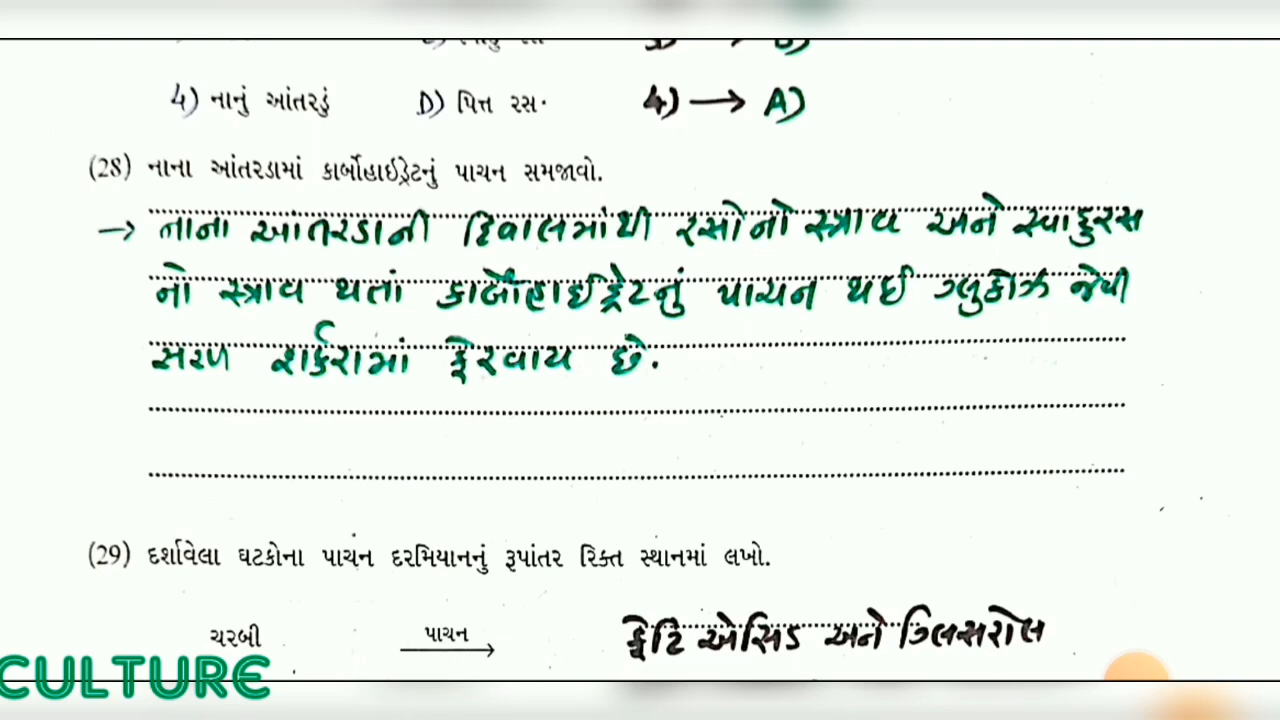 4) નાનું આંતરડું D) પિત્ત રસ. 4) → A)
(28) નાના આંતરડામાં કાર્બોહાઈડ્રેટનું પાચન સમજાવો.
→ નાના આંતરડાની દિવાલમાંથી રસોનો સ્ત્રાવ અને સ્વાદુરસ
નો સ્ત્રાવ થતાં કાર્બોહાઈડ્રેટનું પાચન થઈ ગ્લુકોઝ જેવી
સરળ શર્કરામાં ફેરવાય છે.
(29) દર્શાવેલા ઘટકોના પાચન દરમિયાનનું રૂપાંતર રિક્ત સ્થાનમાં લખો.
ચરબી પાચન → ફેટિ એસિડ અને ગ્લિસરોલ
CULTURE